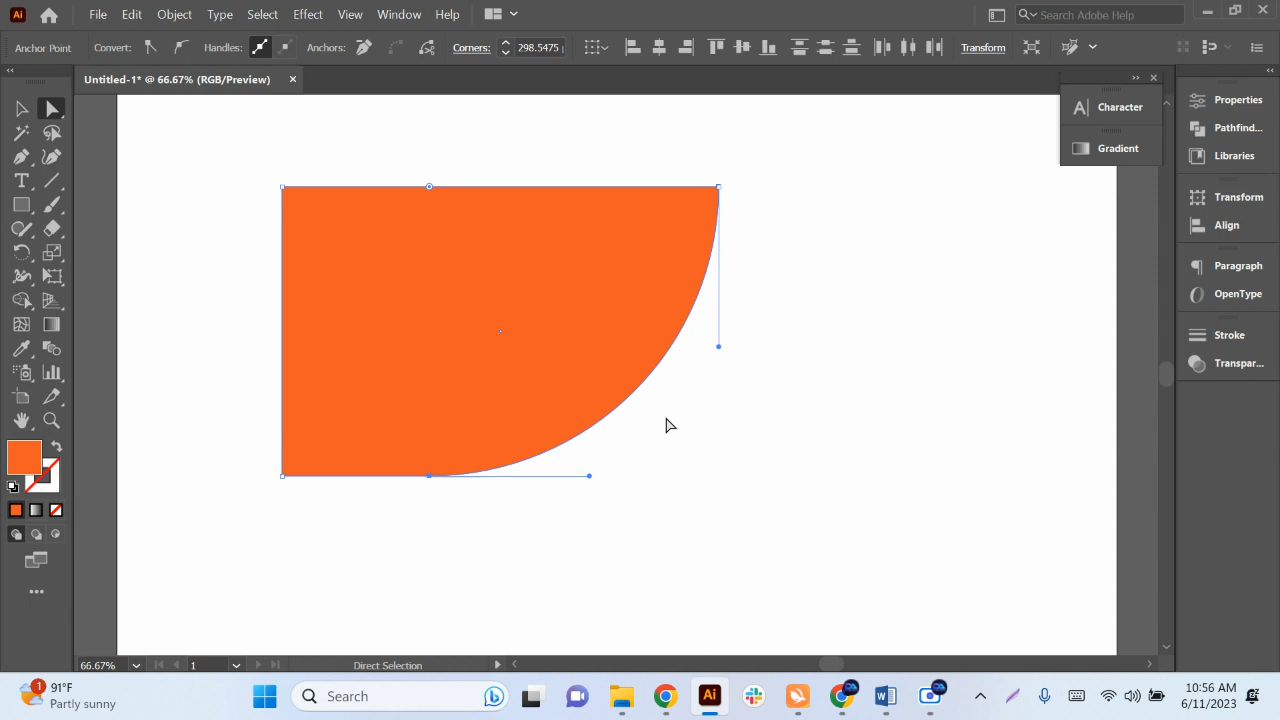 Ai File Edit Object Type Select Effect View Window Help Search Adobe Help
Anchor Point Convert: Handles: Anchors: Corners: 298.5475 Transform
Untitled-1* @ 66.67% (RGB/Preview)
Character
Gradient
Properties
Pathfind...
Libraries
Transform
Align
Paragraph
OpenType
Stroke
Transpar...
66.67% 1 Direct Selection
1 91°F
Partly sunny
Search
Ai
10:56 AM
6/11/2023